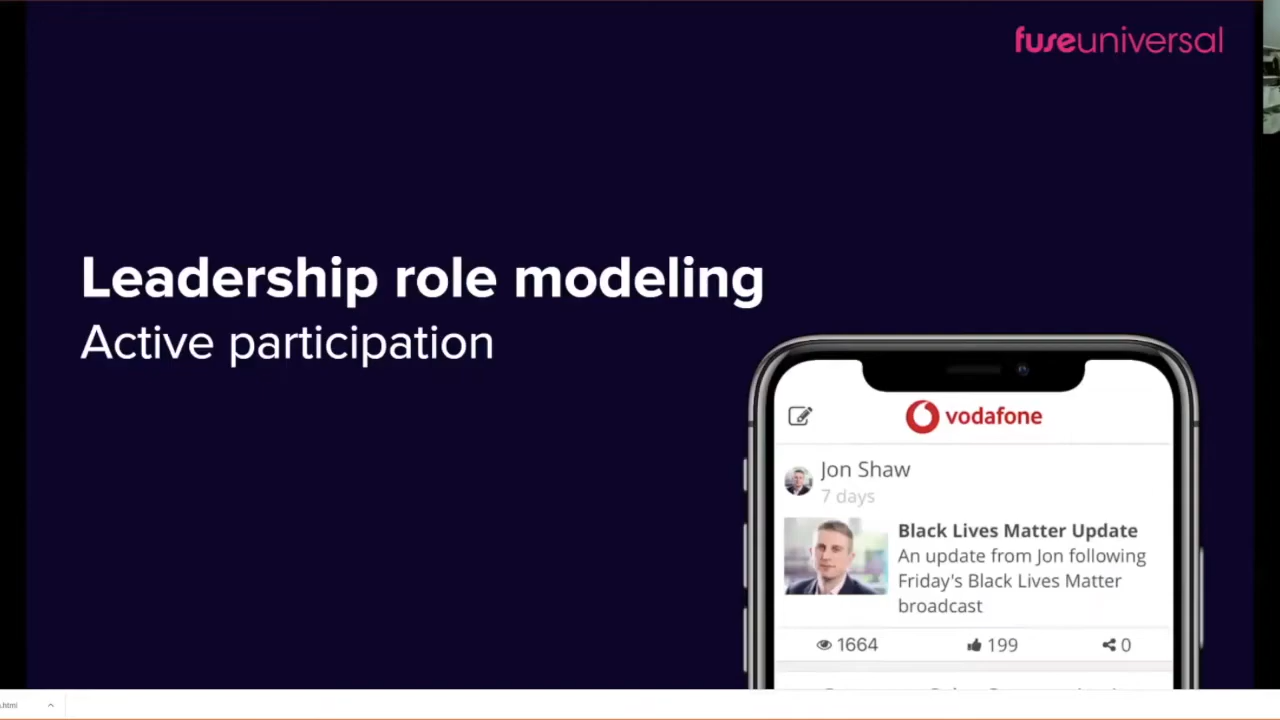 fuseuniversal
Leadership role modeling
Active participation
vodafone
Jon Shaw
7 days
Black Lives Matter Update
An update from Jon following
Friday's Black Lives Matter
broadcast
1664 199 0
.html